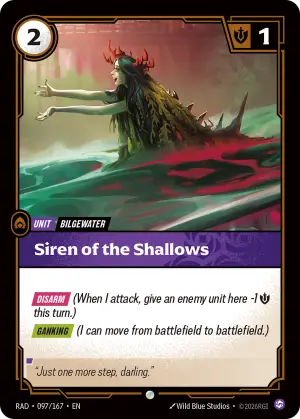 2
1
UNIT BILGEWATER
Siren of the Shallows
DISARM (When I attack, give an enemy unit here -1
this turn.)
GANKING (I can move from battlefield to battlefield.)
"Just one more step, darling."
RAD • 097/167 • EN Wild Blue Studios • ©2026RGI